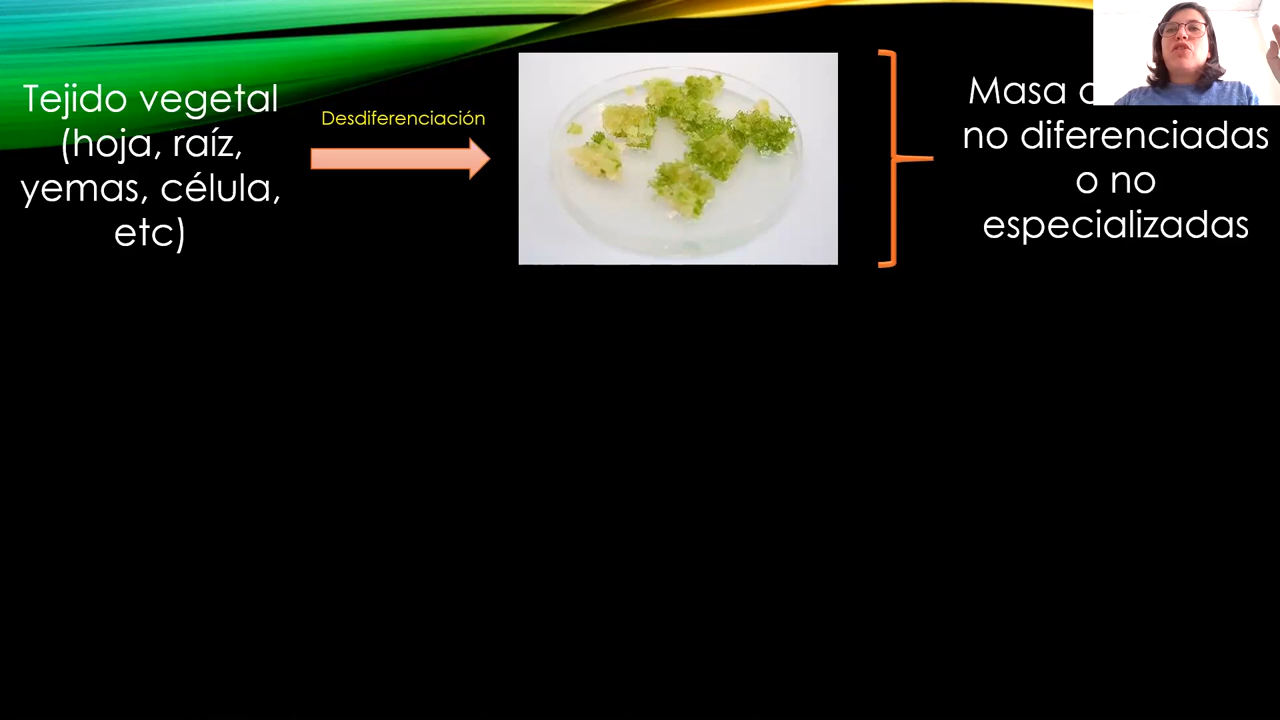 Tejido vegetal
(hoja, raíz,
yemas, célula,
etc)
Desdiferenciación
Masa
no diferenciadas
o no
especializadas